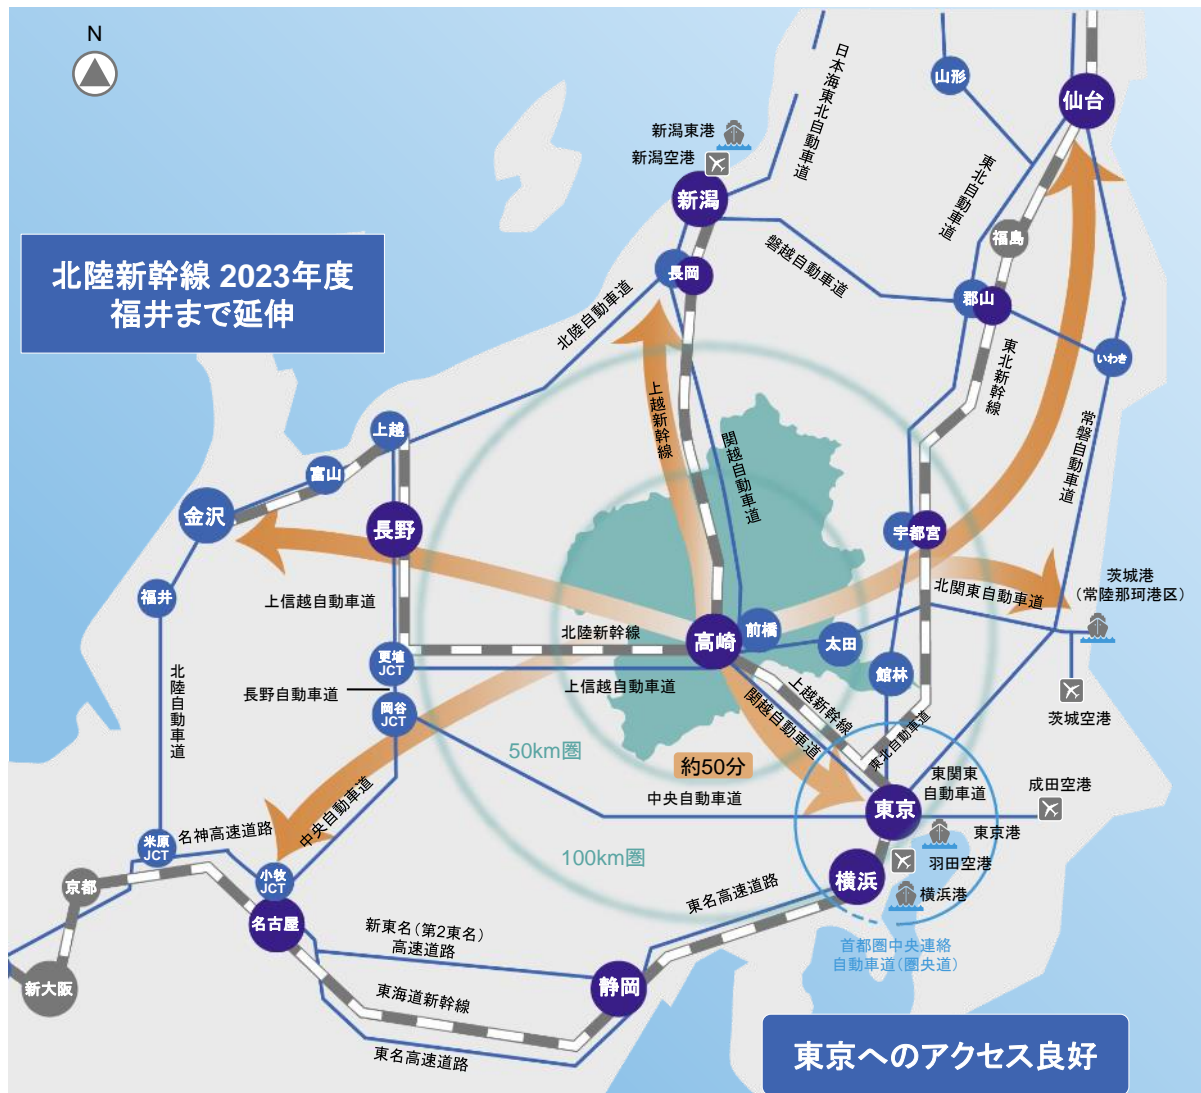 N
山形
仙台
日本海東北自動車道
新潟東港
新潟空港
東北自動車道
新潟
福島
磐越自動車道
北陸新幹線 2023年度
福井まで延伸
長岡
郡山
北陸自動車道
いわき
東北新幹線
上越新幹線
常磐自動車道
上越
関越自動車道
富山
金沢
長野
宇都宮
茨城港
(常陸那珂港区)
北関東自動車道
福井
上信越自動車道
北陸新幹線
高崎
前橋
太田
更埴
JCT
上信越自動車道
館林
長野自動車道
岡谷
JCT
北陸自動車道
上越新幹線
関越自動車道
東北自動車道
茨城空港
50km圏
約50分
東関東
自動車道
成田空港
中央自動車道
中央自動車道
東京
東京港
名神高速道路
米原
JCT
100km圏
羽田空港
小牧
JCT
京都
横浜
横浜港
東名高速道路
名古屋
新東名(第2東名)
高速道路
首都圏中央連絡
自動車道(圏央道)
新大阪
東海道新幹線
静岡
東名高速道路
東京へのアクセス良好